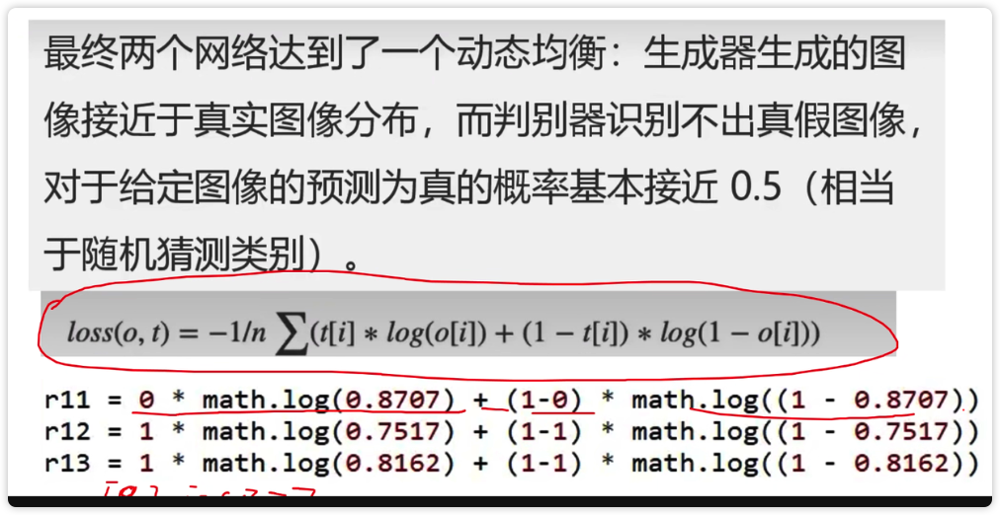 最终两个网络达到了一个动态均衡：生成器生成的图
像接近于真实图像分布，而判别器识别不出真假图像，
对于给定图像的预测为真的概率基本接近 0.5（相当
于随机猜测类别）。
loss(o, t) = −1/n ∑(t[i] ∗ log(o[i]) + (1 − t[i]) ∗ log(1 − o[i]))
r11 = 0 * math.log(0.8707) + (1-0) * math.log((1 - 0.8707))
r12 = 1 * math.log(0.7517) + (1-1) * math.log((1 - 0.7517))
r13 = 1 * math.log(0.8162) + (1-1) * math.log((1 - 0.8162))